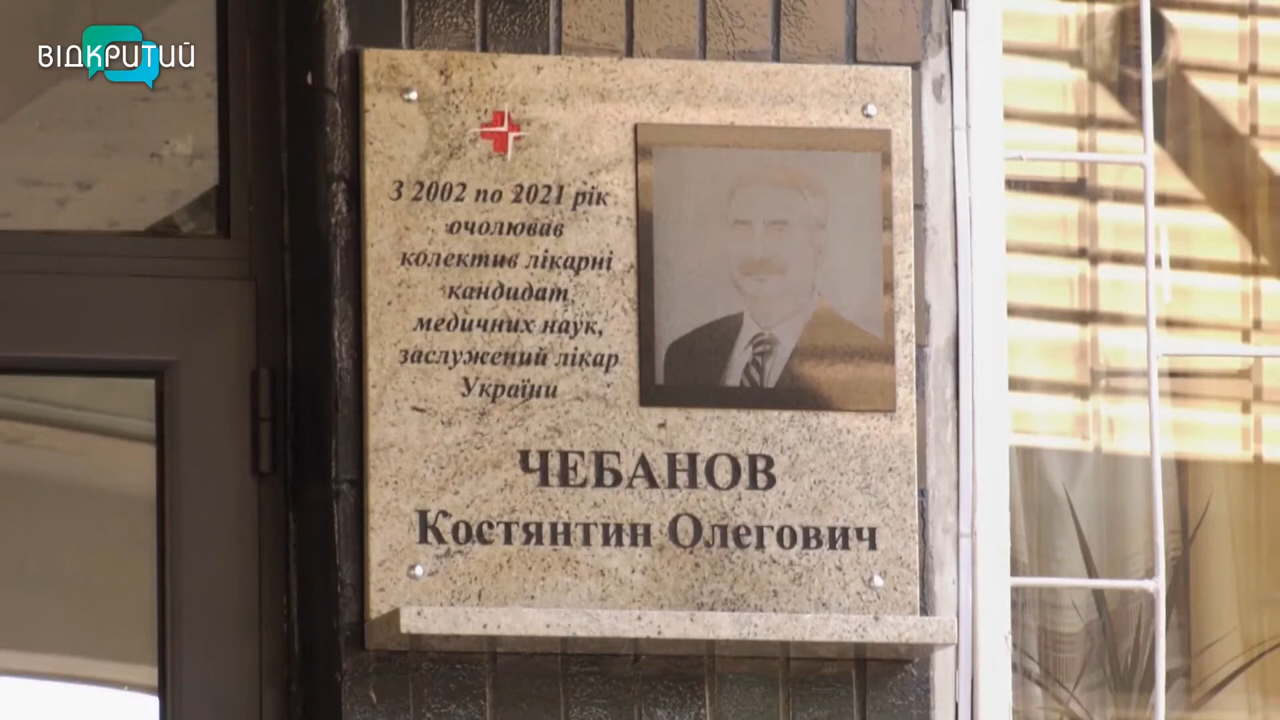 ВІДКРИТИЙ
З 2002 по 2021 рік
очолював
колектив лікарні
кандидат
медичних наук,
заслужений лікар
України
ЧЕБАНОВ
Костянтин Олегович